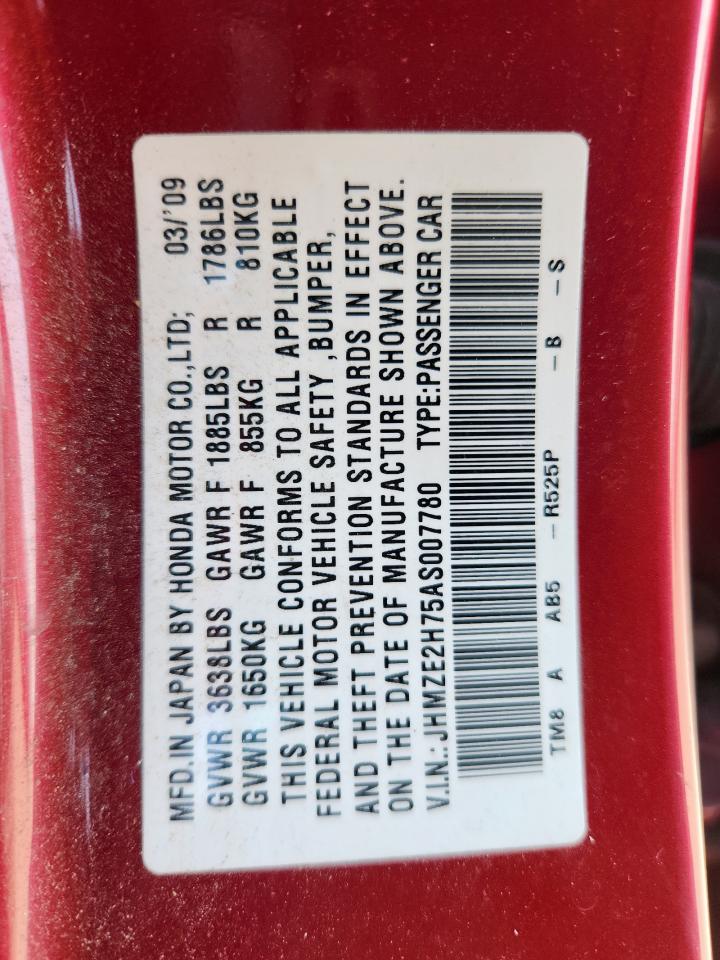 MFD.IN JAPAN BY HONDA MOTOR CO.,LTD; 03/'09
GVWR 3638LBS GAWR F 1885LBS R 1786LBS
GVWR 1650KG GAWR F 855KG R 810KG
THIS VEHICLE CONFORMS TO ALL APPLICABLE
FEDERAL MOTOR VEHICLE SAFETY ,BUMPER,
AND THEFT PREVENTION STANDARDS IN EFFECT
ON THE DATE OF MANUFACTURE SHOWN ABOVE.
V.I.N.: JHMZE2H75AS007780 TYPE:PASSENGER CAR
TM8 A AB5 — R525P — B — S